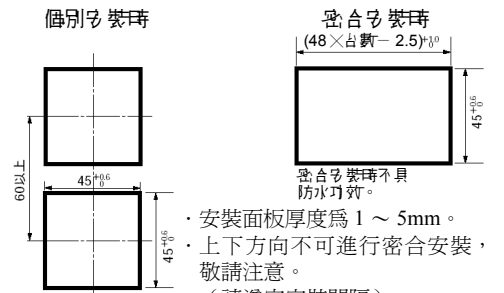 個別安裝時
密合安裝時
(48×台數－2.5)+1.0 0
45 +0.6 0
60以上
45 +0.6 0
45 +0.6 0
密合安裝時不具
防水功效。
・安裝面板厚度爲 1 ～ 5mm。
・上下方向不可進行密合安裝，
敬請注意。